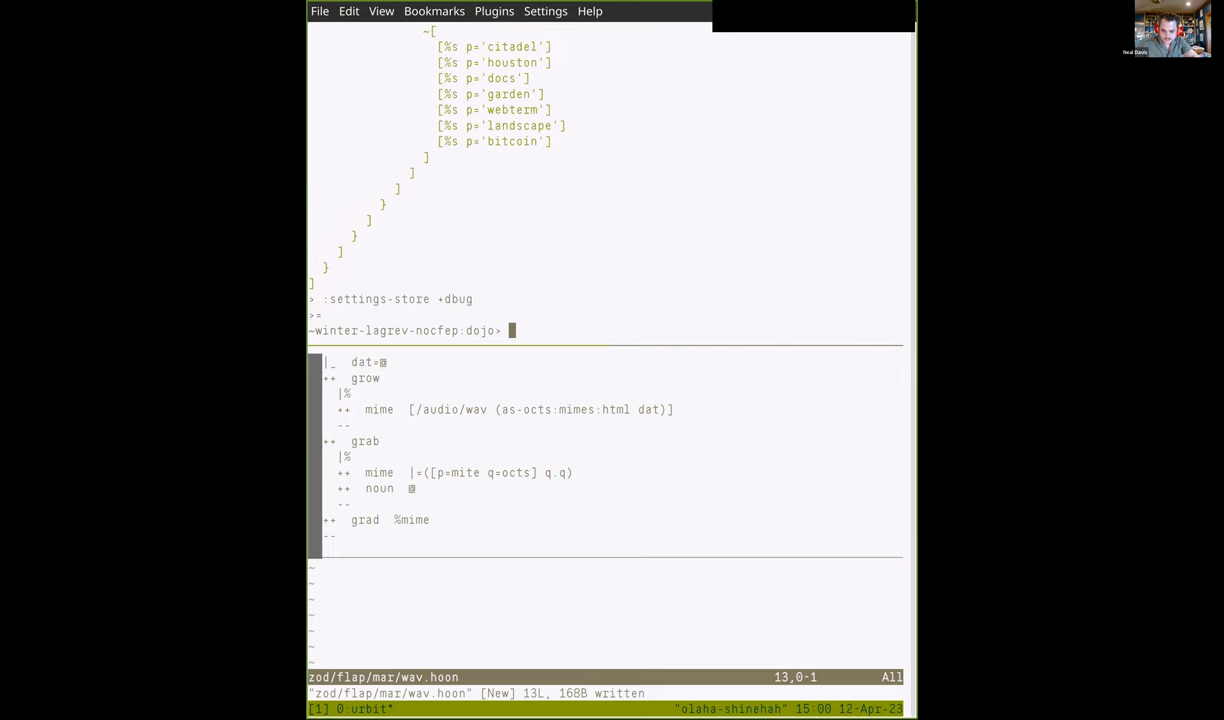 File Edit View Bookmarks Plugins Settings Help
~[
[%s p='citadel']
[%s p='houston']
[%s p='docs']
[%s p='garden']
[%s p='webterm']
[%s p='landscape']
[%s p='bitcoin']
]
]
]
}
]
}
]
}
]
> :settings-store +dbug
>=
~winter-lagrev-nocfep:dojo>
|_  dat=@
++  grow
|%
++  mime  [/audio/wav (as-octs:mimes:html dat)]
--
++  grab
|%
++  mime  |=([p=mite q=octs] q.q)
++  noun  @
--
++  grad  %mime
--
~
~
~
~
~
~
~
zod/flap/mar/wav.hoon 13,0-1 All
"zod/flap/mar/wav.hoon" [New] 13L, 168B written
[1] 0:urbit* "olaha-shinehah" 15:00 12-Apr-23
Neal Davis